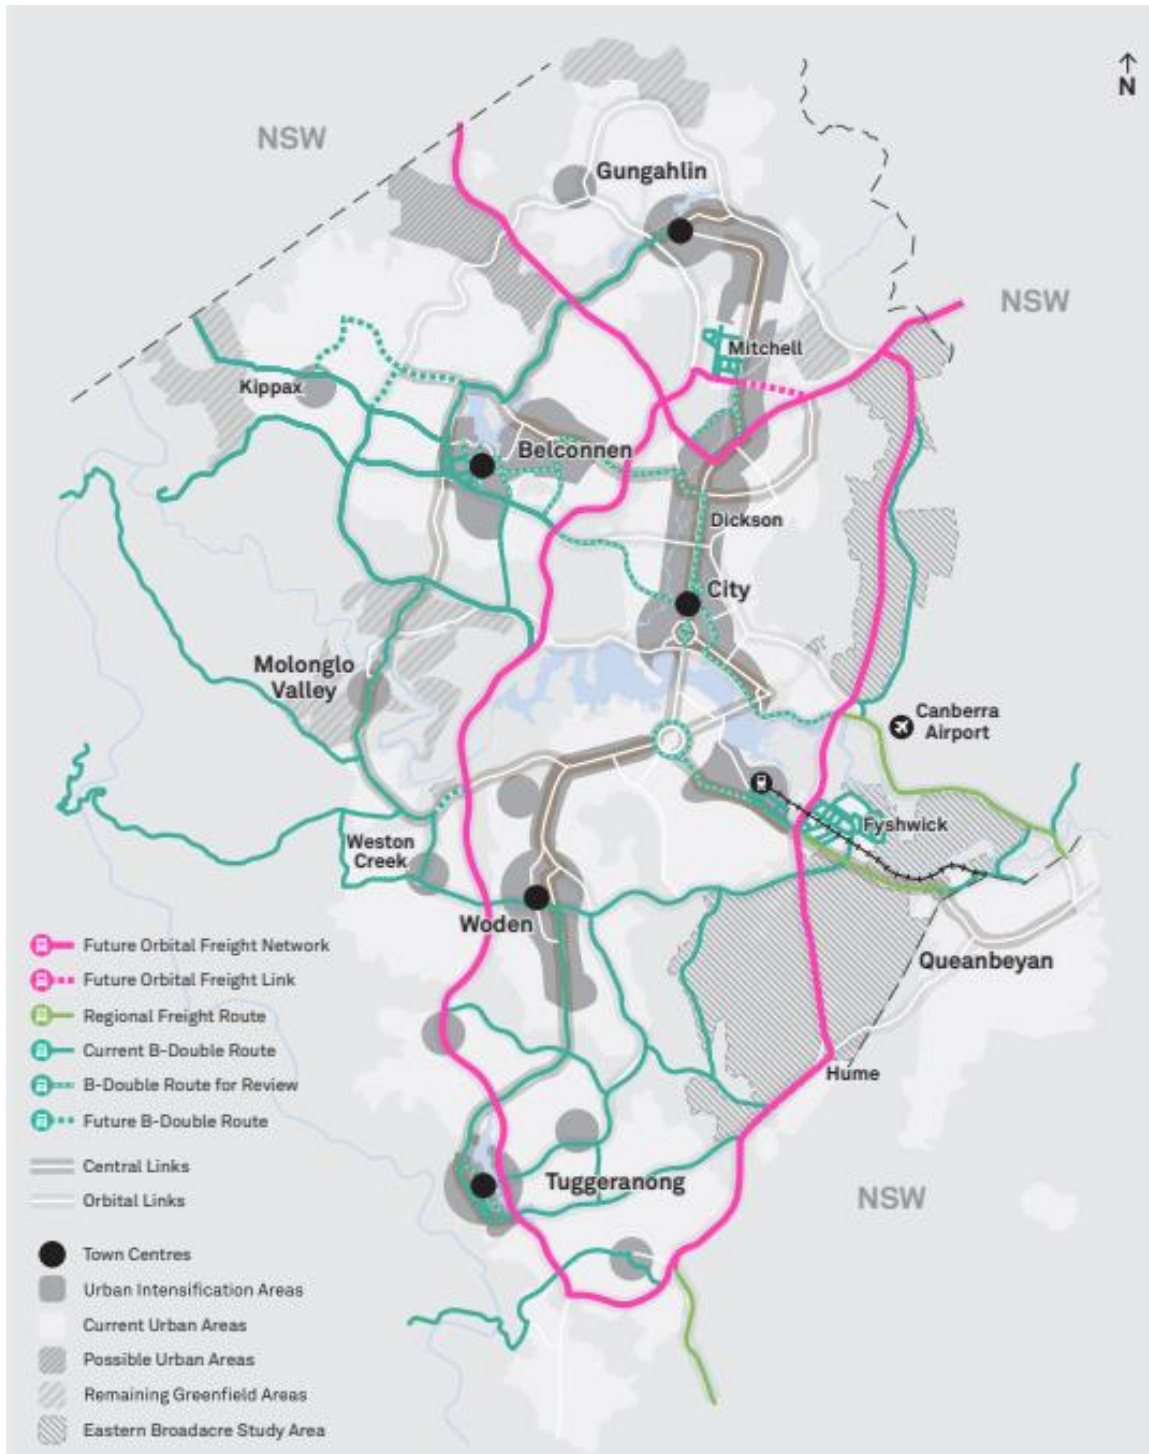 N
NSW
Gungahlin
NSW
Mitchell
Kippax
Belconnen
Dickson
City
Molonglo
Valley
Canberra
Airport
Fyshwick
Weston
Creek
Woden
Queanbeyan
Hume
Tuggeranong
NSW
Future Orbital Freight Network
Future Orbital Freight Link
Regional Freight Route
Current B-Double Route
B-Double Route for Review
Future B-Double Route
Central Links
Orbital Links
Town Centres
Urban Intensification Areas
Current Urban Areas
Possible Urban Areas
Remaining Greenfield Areas
Eastern Broadacre Study Area